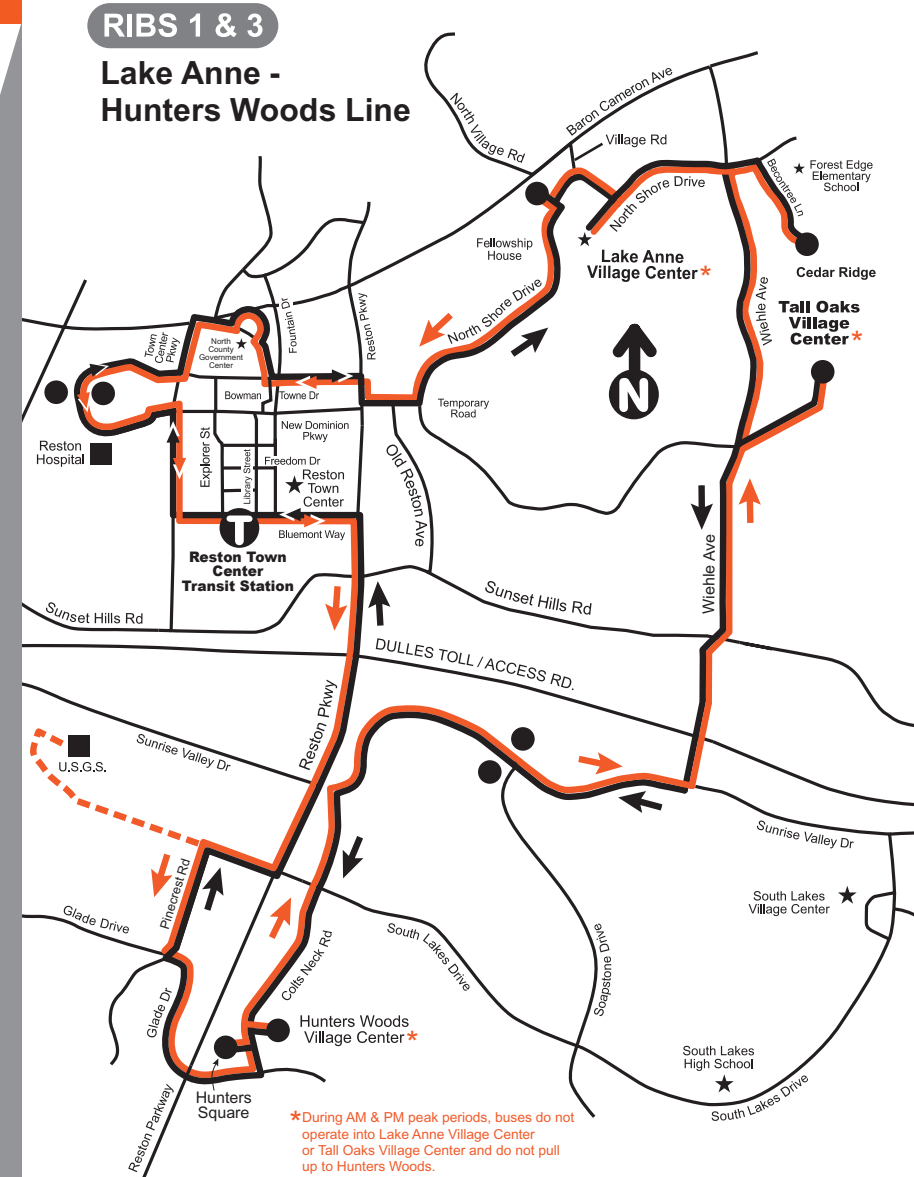 RIBS 1 & 3
Lake Anne -
Hunters Woods Line
North Village Rd
Baron Cameron Ave
Village Rd
North Shore Drive
Becontree Ln
Forest Edge
Elementary
School
Fellowship
House
Lake Anne
Village Center*
Cedar Ridge
Tall Oaks
Village
Center*
Wiehle Ave
North Shore Drive
Fountain Dr
Reston Pkwy
Town
Center
Pkwy
North
County
Government
Center
N
Bowman
Towne Dr
Temporary
Road
New Dominion
Pkwy
Reston
Hospital
Explorer St
Library Street
Freedom Dr
Reston
Town
Center
Old Reston Ave
T
Bluemont Way
Reston Town
Center
Transit Station
Wiehle Ave
Sunset Hills Rd
Sunset Hills Rd
DULLES TOLL / ACCESS RD.
Reston Pkwy
Sunrise Valley Dr
U.S.G.S.
Sunrise Valley Dr
Pinecrest Rd
South Lakes
Village Center
Glade Drive
South Lakes Drive
Colts Neck Rd
Soapstone Drive
Glade Dr
Hunters Woods
Village Center*
South Lakes
High School
Hunters
Square
South Lakes Drive
Reston Parkway
*During AM & PM peak periods, buses do not
operate into Lake Anne Village Center
or Tall Oaks Village Center and do not pull
up to Hunters Woods.